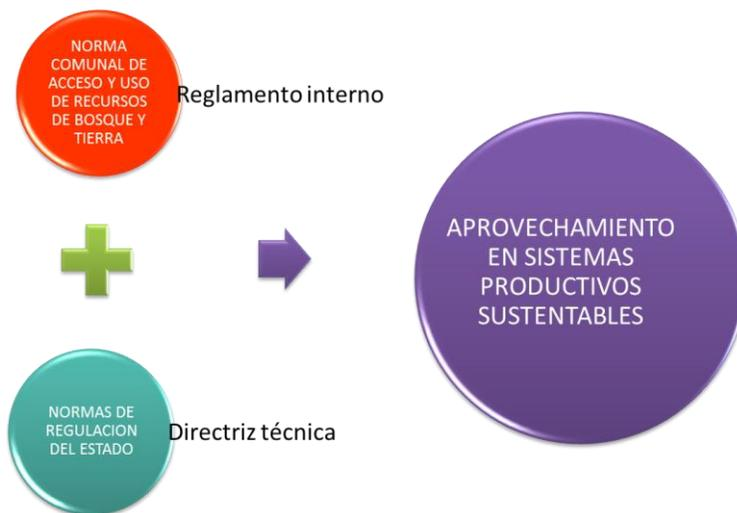 NORMA
COMUNAL DE
ACCESO Y USO
DE RECURSOS
DE BOSQUE Y
TIERRA
Reglamento interno
NORMAS DE
REGULACION
DEL ESTADO
Directriz técnica
APROVECHAMIENTO
EN SISTEMAS
PRODUCTIVOS
SUSTENTABLES